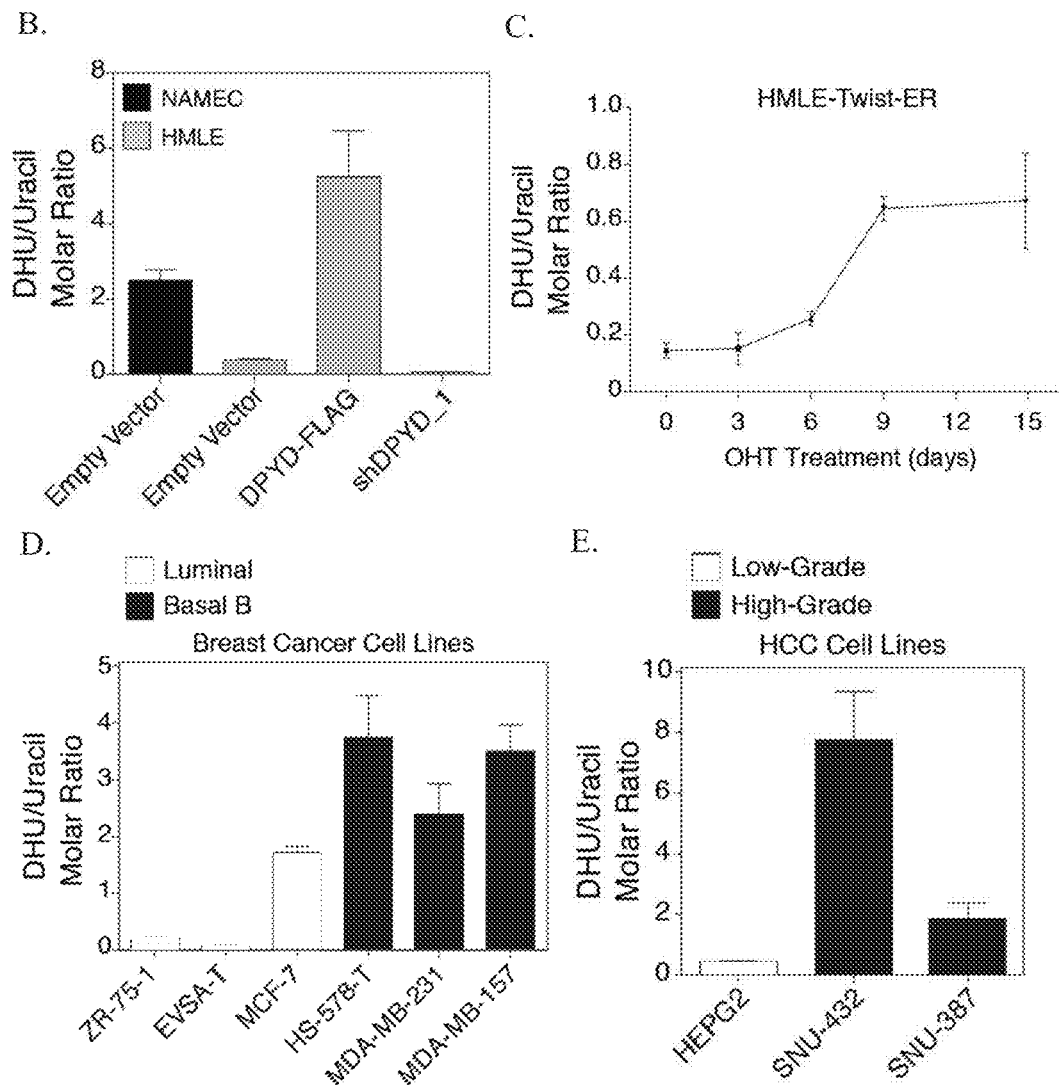 B.
8
6
4
2
0
NAMEC
HMLE
DHU/Uracil
Molar Ratio
Empty Vector
Empty Vector
DPYD-FLAG
shDPYD_1
C.
HMLE-Twist-ER
1.0
0.8
0.6
0.4
0.2
0
DHU/Uracil
Molar Ratio
0 3 6 9 12 15
OHT Treatment (days)
D.
Luminal
Basal B
Breast Cancer Cell Lines
5
4
3
2
1
0
DHU/Uracil
Molar Ratio
ZR-75-1
EVSA-T
MCF-7
HS-578-T
MDA-MB-231
MDA-MB-157
E.
Low-Grade
High-Grade
HCC Cell Lines
10
8
6
4
2
0
DHU/Uracil
Molar Ratio
HEPG2
SNU-432
SNU-387